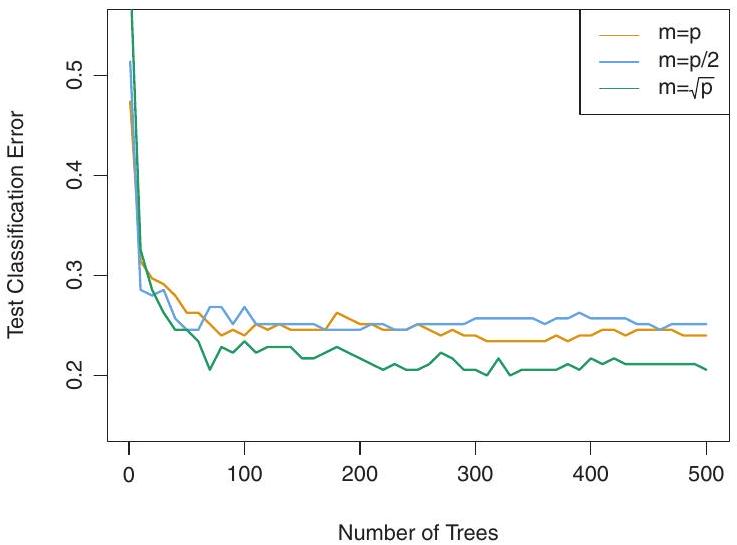 m=p
m=p/2
m=√p
Test Classification Error
0.5
0.4
0.3
0.2
0 100 200 300 400 500
Number of Trees